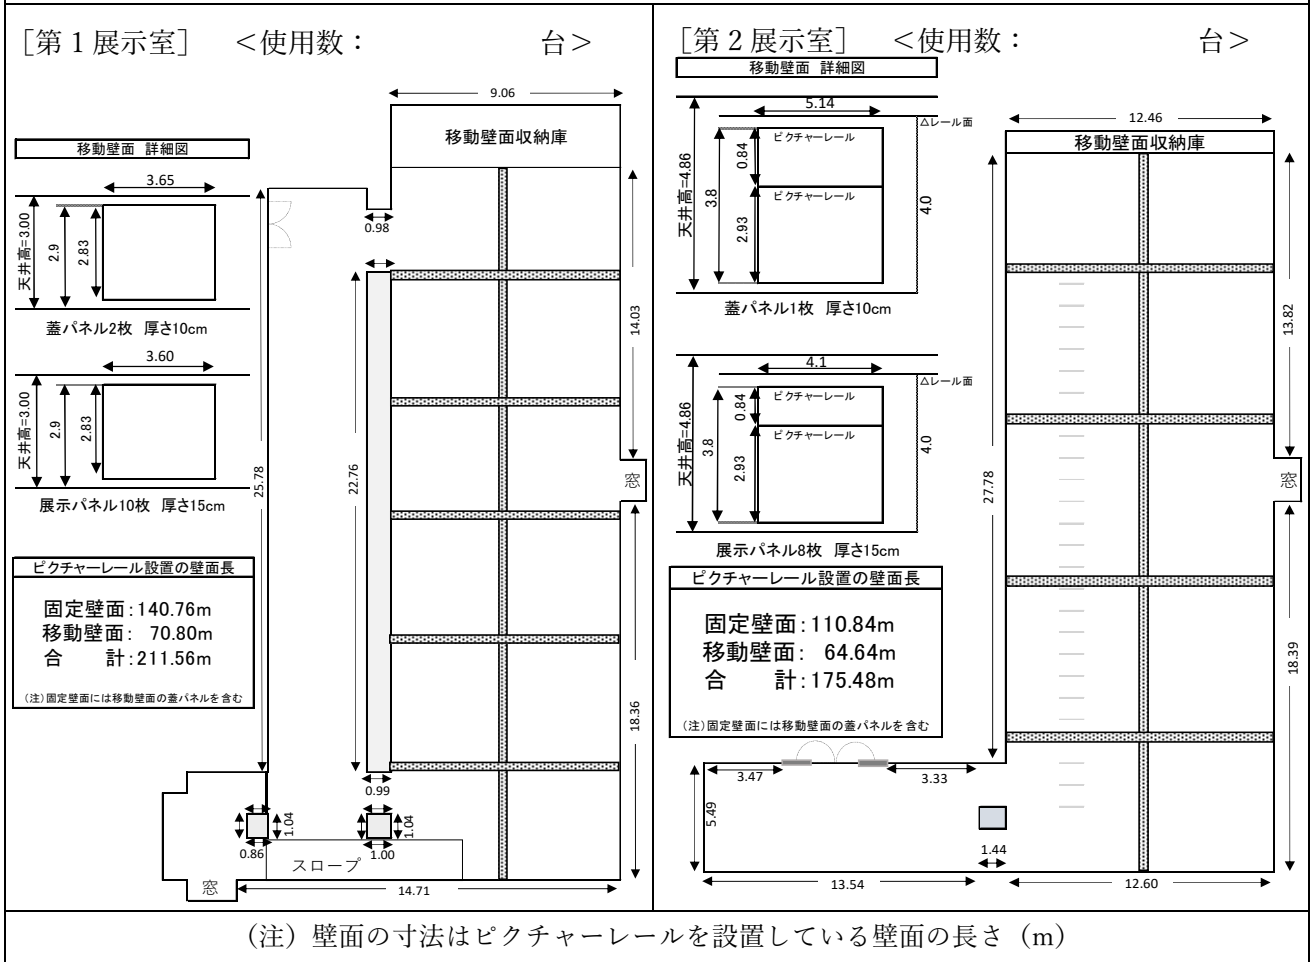 ［第１展示室］　＜使用数：　　　　　　　台＞
9.06
移動壁面収納庫
移動壁面 詳細図
3.65
天井高=3.00
2.9
2.83
蓋パネル2枚 厚さ10cm
3.60
天井高=3.00
2.9
2.83
展示パネル10枚 厚さ15cm
0.98
14.03
25.78
22.76
窓
ピクチャーレール設置の壁面長
固定壁面：140.76m
移動壁面： 70.80m
合　　計：211.56m
（注）固定壁面には移動壁面の蓋パネルを含む
18.36
0.99
1.04
1.04
0.86
1.00
スロープ
窓
14.71
［第２展示室］　＜使用数：　　　　　　　台＞
移動壁面 詳細図
5.14
△レール面
ピクチャーレール
0.84
ピクチャーレール
天井高=4.86
3.8
2.93
4.0
蓋パネル1枚 厚さ10cm
4.1
△レール面
ピクチャーレール
0.84
ピクチャーレール
天井高=4.86
3.8
2.93
4.0
展示パネル8枚 厚さ15cm
12.46
移動壁面収納庫
13.82
窓
27.78
ピクチャーレール設置の壁面長
固定壁面：110.84m
移動壁面： 64.64m
合　　計：175.48m
（注）固定壁面には移動壁面の蓋パネルを含む
18.39
3.47
3.33
5.49
1.44
13.54
12.60
（注）壁面の寸法はピクチャーレールを設置している壁面の長さ（m）